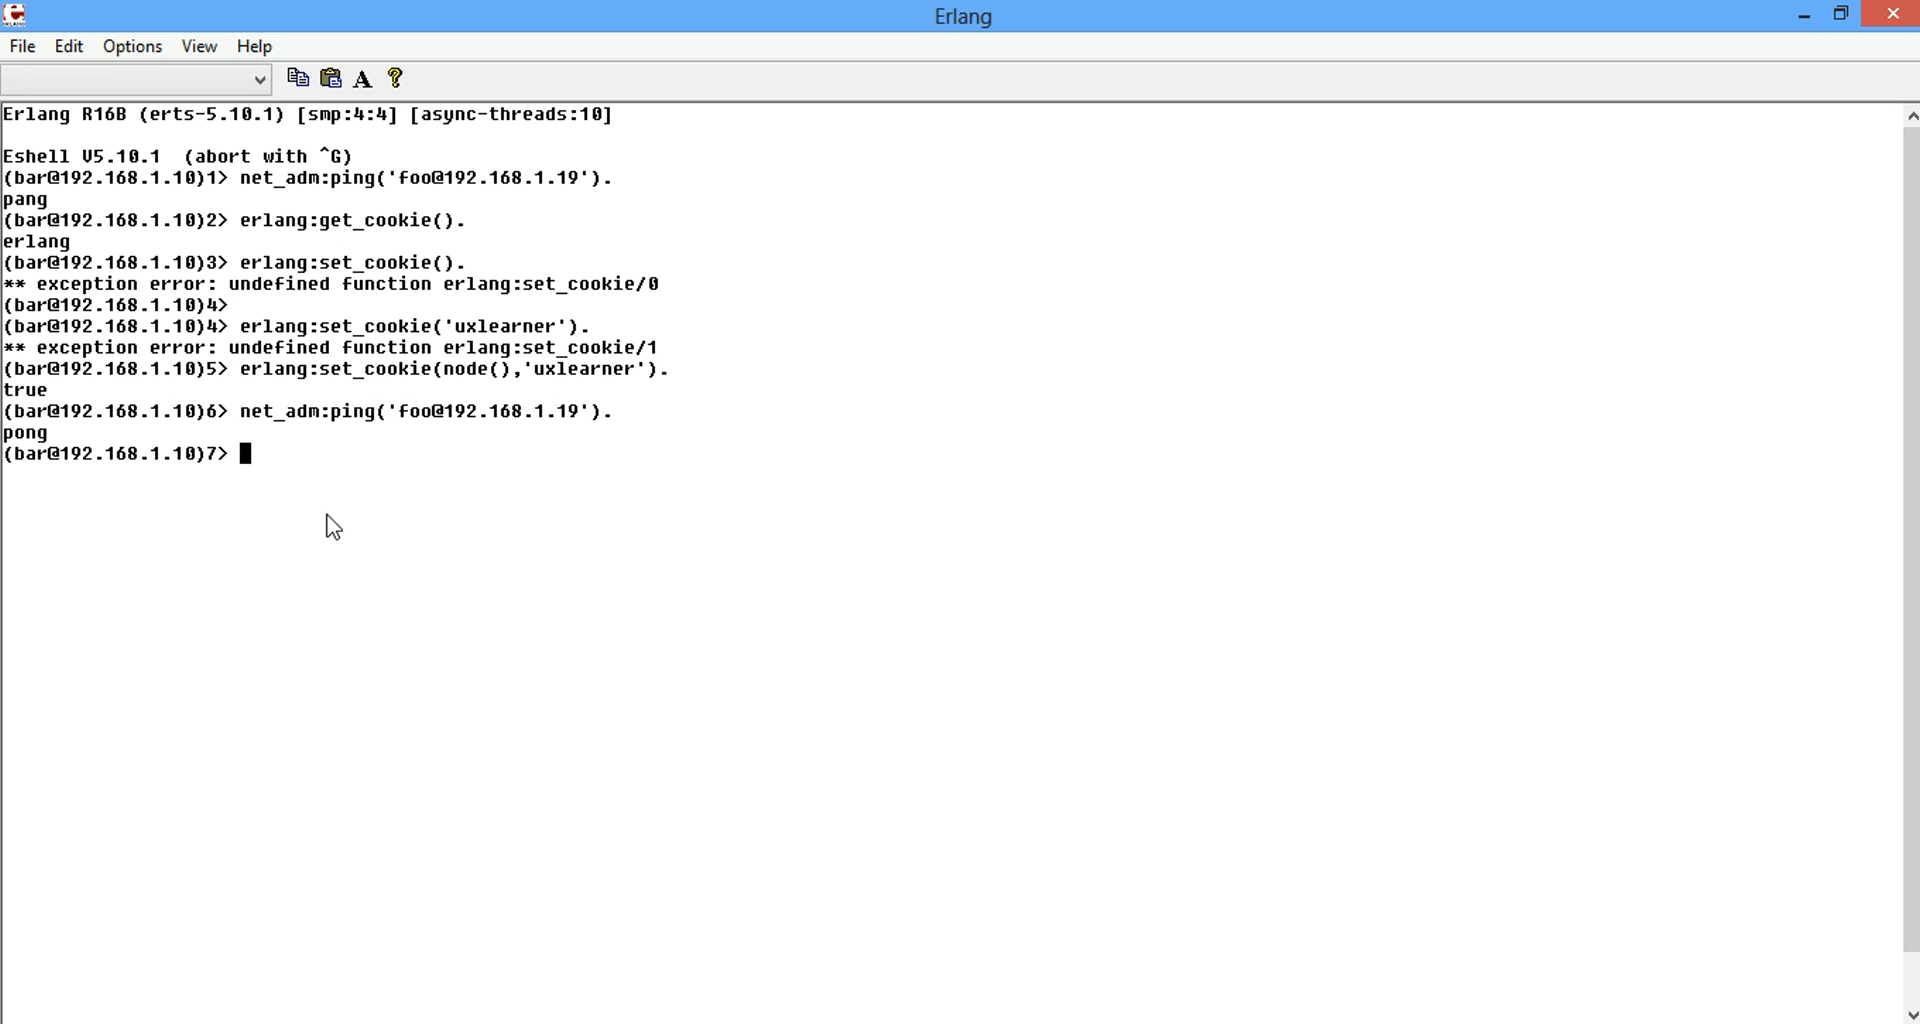 Erlang
File Edit Options View Help
Erlang R16B (erts-5.10.1) [smp:4:4] [async-threads:10]
Eshell V5.10.1  (abort with ^G)
(bar@192.168.1.10)1> net_adm:ping('foo@192.168.1.19').
pang
(bar@192.168.1.10)2> erlang:get_cookie().
erlang
(bar@192.168.1.10)3> erlang:set_cookie().
** exception error: undefined function erlang:set_cookie/0
(bar@192.168.1.10)4>
(bar@192.168.1.10)4> erlang:set_cookie('uxlearner').
** exception error: undefined function erlang:set_cookie/1
(bar@192.168.1.10)5> erlang:set_cookie(node(),'uxlearner').
true
(bar@192.168.1.10)6> net_adm:ping('foo@192.168.1.19').
pong
(bar@192.168.1.10)7>